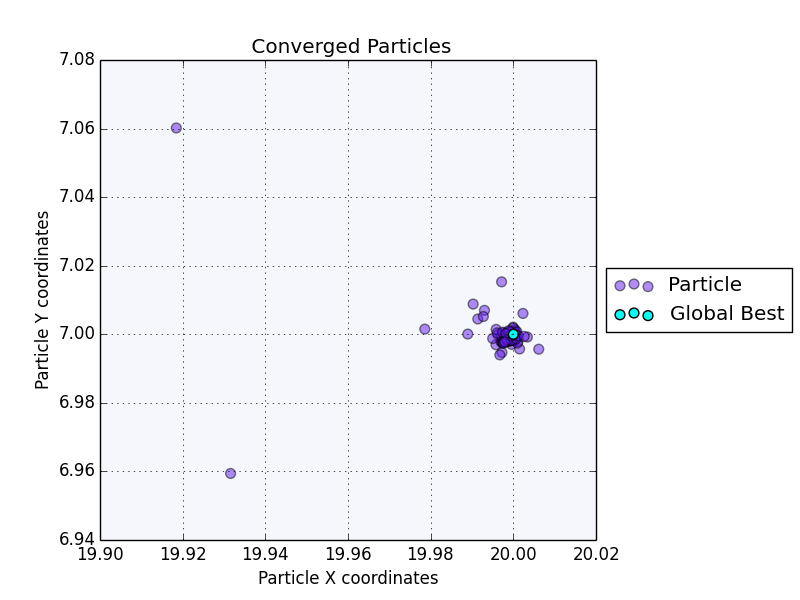 Converged Particles
7.08
7.06
7.04
7.02
7.00
6.98
6.96
6.94
Particle Y coordinates
19.90 19.92 19.94 19.96 19.98 20.00 20.02
Particle X coordinates
Particle
Global Best